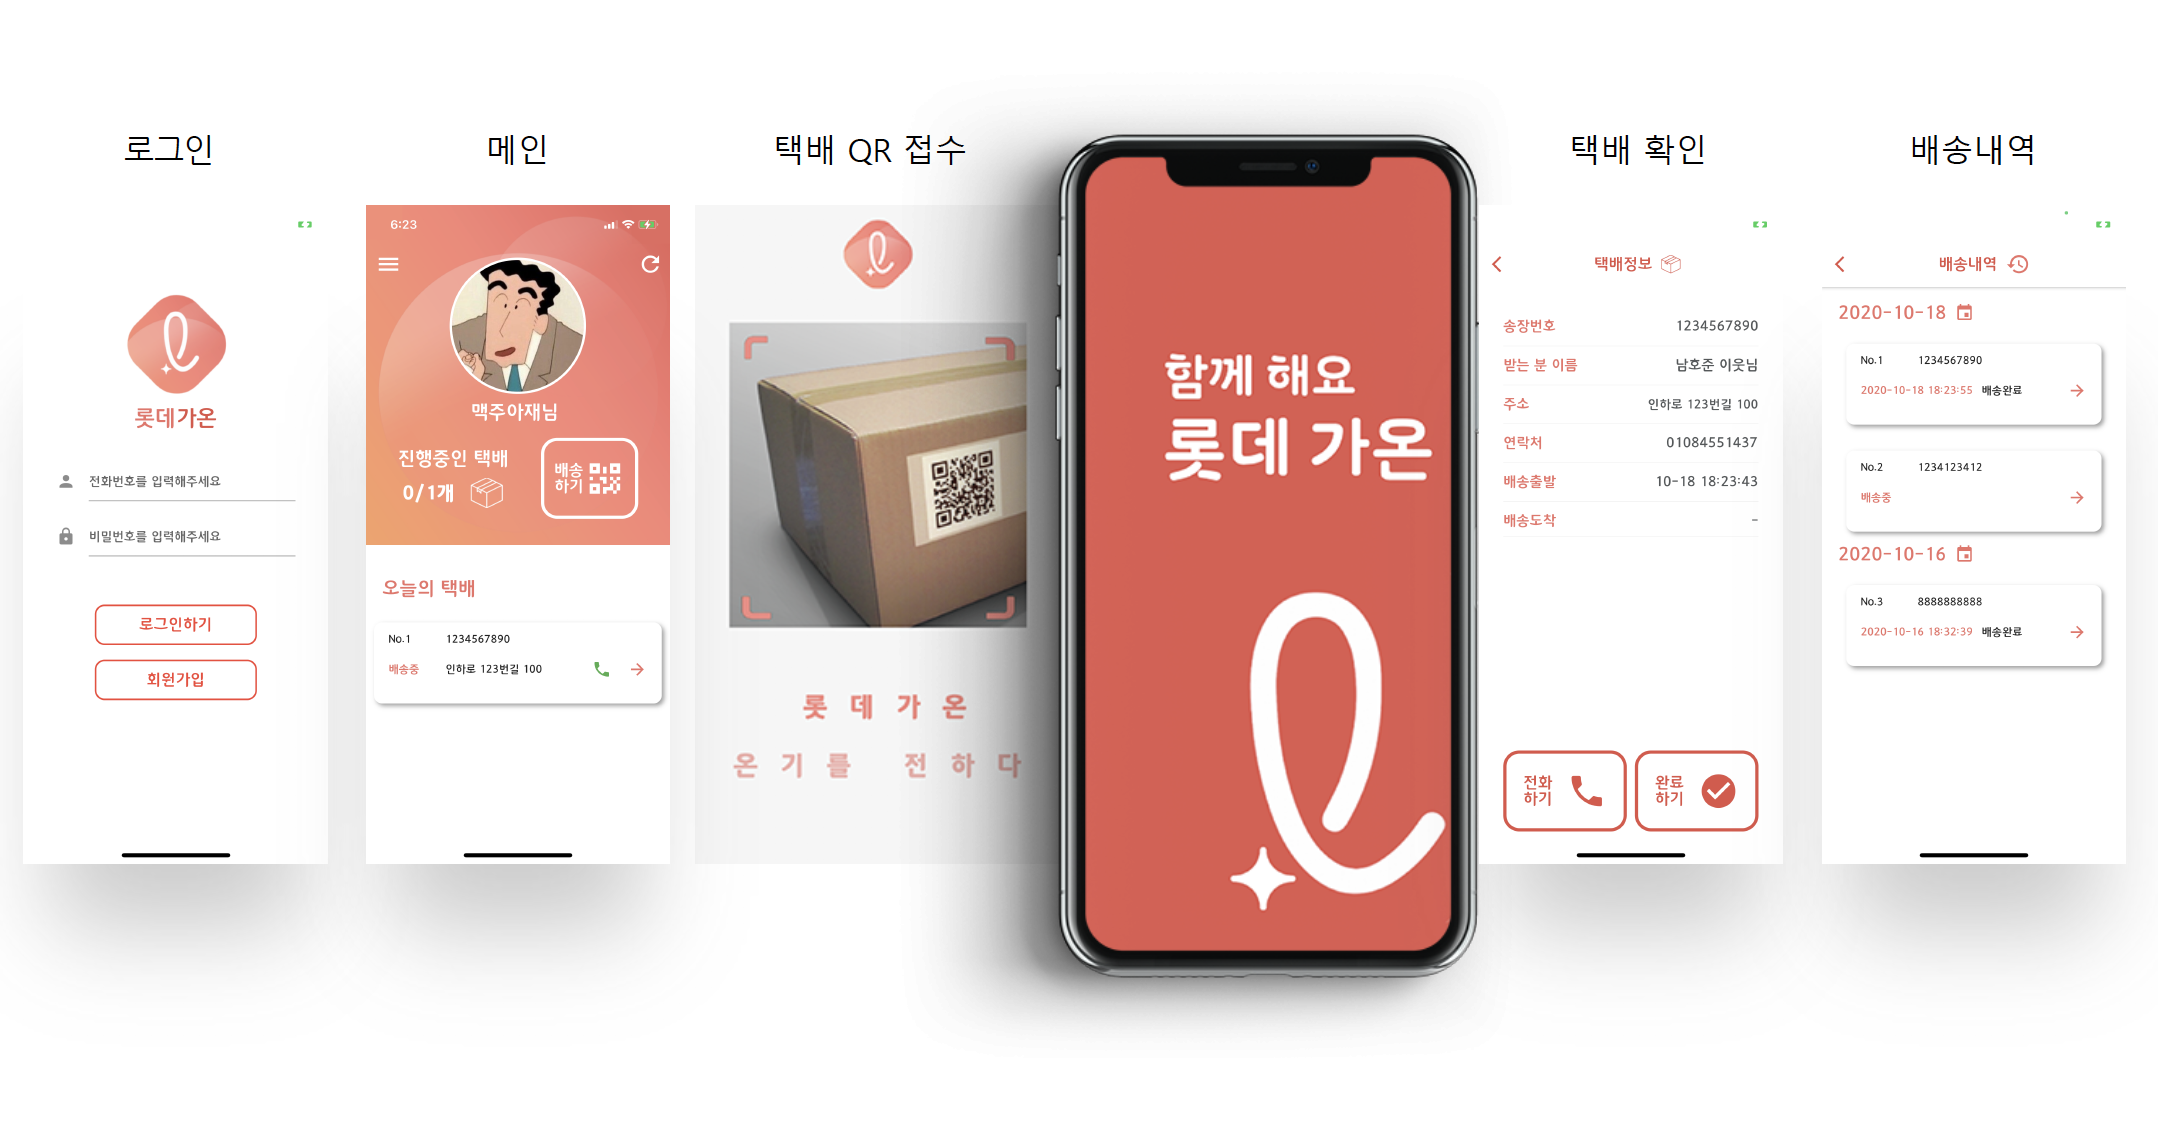 로그인
전화번호를 입력해주세요
비밀번호를 입력해주세요
롯데가온
로그인하기
회원가입
메인
6:23
맥주아재님
진행중인 택배
0/1개
배송
하기
오늘의 택배
No.1 1234567890
배송중 인하로 123번길 100
택배 QR 접수
롯데가온
온기를 전하다
함께 해요
롯데 가온
택배 확인
택배정보
송장번호 1234567890
받는 분 이름 남호준 이웃님
주소 인하로 123번길 100
연락처 01084551437
배송출발 10-18 18:23:43
배송도착 -
전화
하기
완료
하기
배송내역
배송내역
2020-10-18
No.1 1234567890
2020-10-18 18:23:55 배송완료
No.2 1234123412
배송중
2020-10-16
No.3 8888888888
2020-10-16 18:32:39 배송완료